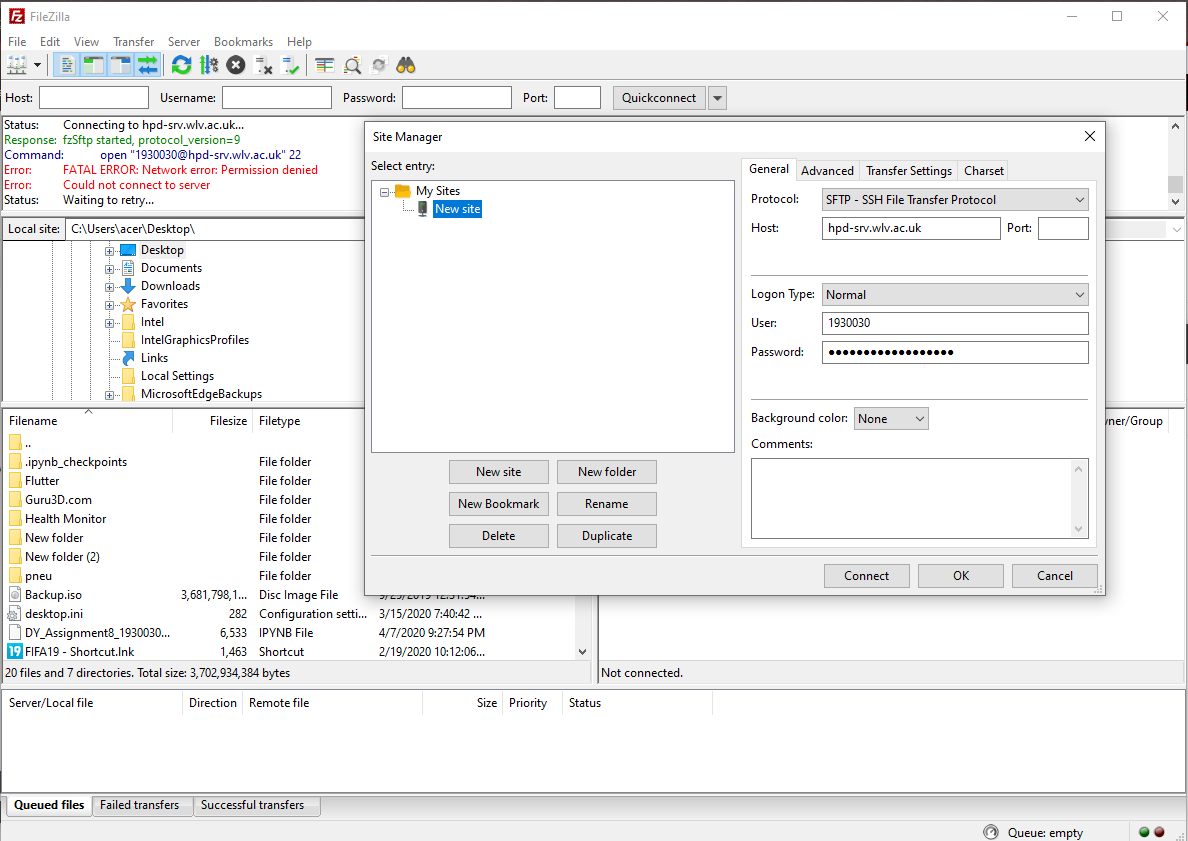 FileZilla
File Edit View Transfer Server Bookmarks Help
Host: Username: Password: Port: Quickconnect
Status: Connecting to hpd-srv.wlv.ac.uk...
Response: fzSftp started, protocol_version=9
Command: open "1930030@hpd-srv.wlv.ac.uk" 22
Error: FATAL ERROR: Network error: Permission denied
Error: Could not connect to server
Status: Waiting to retry...
Local site: C:\Users\acer\Desktop\
Desktop
Documents
Downloads
Favorites
Intel
IntelGraphicsProfiles
Links
Local Settings
MicrosoftEdgeBackups
Filename Filesize Filetype
..
.ipynb_checkpoints File folder
Flutter File folder
Guru3D.com File folder
Health Monitor File folder
New folder File folder
New folder (2) File folder
pneu File folder
Backup.iso 3,681,798,1... Disc Image File
desktop.ini 282 Configuration setti... 3/15/2020 7:40:42 ...
DY_Assignment8_1930030... 6,533 IPYNB File 4/7/2020 9:27:54 PM
FIFA19 - Shortcut.lnk 1,463 Shortcut 2/19/2020 10:12:06...
20 files and 7 directories. Total size: 3,702,934,384 bytes
Site Manager
Select entry:
My Sites
New site
New site New folder
New Bookmark Rename
Delete Duplicate
General Advanced Transfer Settings Charset
Protocol: SFTP - SSH File Transfer Protocol
Host: hpd-srv.wlv.ac.uk Port:
Logon Type: Normal
User: 1930030
Password: ●●●●●●●●●●●●●●●●●●
Background color: None
Comments:
Connect OK Cancel
ner/Group
Not connected.
Server/Local file Direction Remote file Size Priority Status
Queued files Failed transfers Successful transfers
Queue: empty